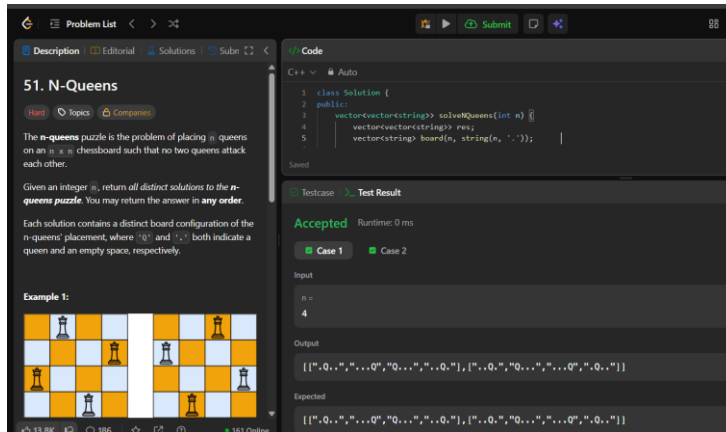 Problem List
Submit
Description | Editorial | Solutions | Subn
51. N-Queens
Hard Topics Companies
The n-queens puzzle is the problem of placing n queens
on an n x n chessboard such that no two queens attack
each other.
Given an integer n, return all distinct solutions to the n-
queens puzzle. You may return the answer in any order.
Each solution contains a distinct board configuration of the
n-queens' placement, where 'Q' and '.' both indicate a
queen and an empty space, respectively.
Example 1:
13.8K 186 161 Online
</> Code
C++ Auto
1 class Solution {
2 public:
3 vector<vector<string>> solveNQueens(int n) {
4 vector<vector<string>> res;
5 vector<string> board(n, string(n, '.'));
Saved
Testcase | >_ Test Result
Accepted Runtime: 0 ms
Case 1 Case 2
Input
n =
4
Output
[[".Q..","...Q","Q...","..Q."],["..Q.","Q...","...Q",".Q.."]]
Expected
[[".Q..","...Q","Q...","..Q."],["..Q.","Q...","...Q",".Q.."]]